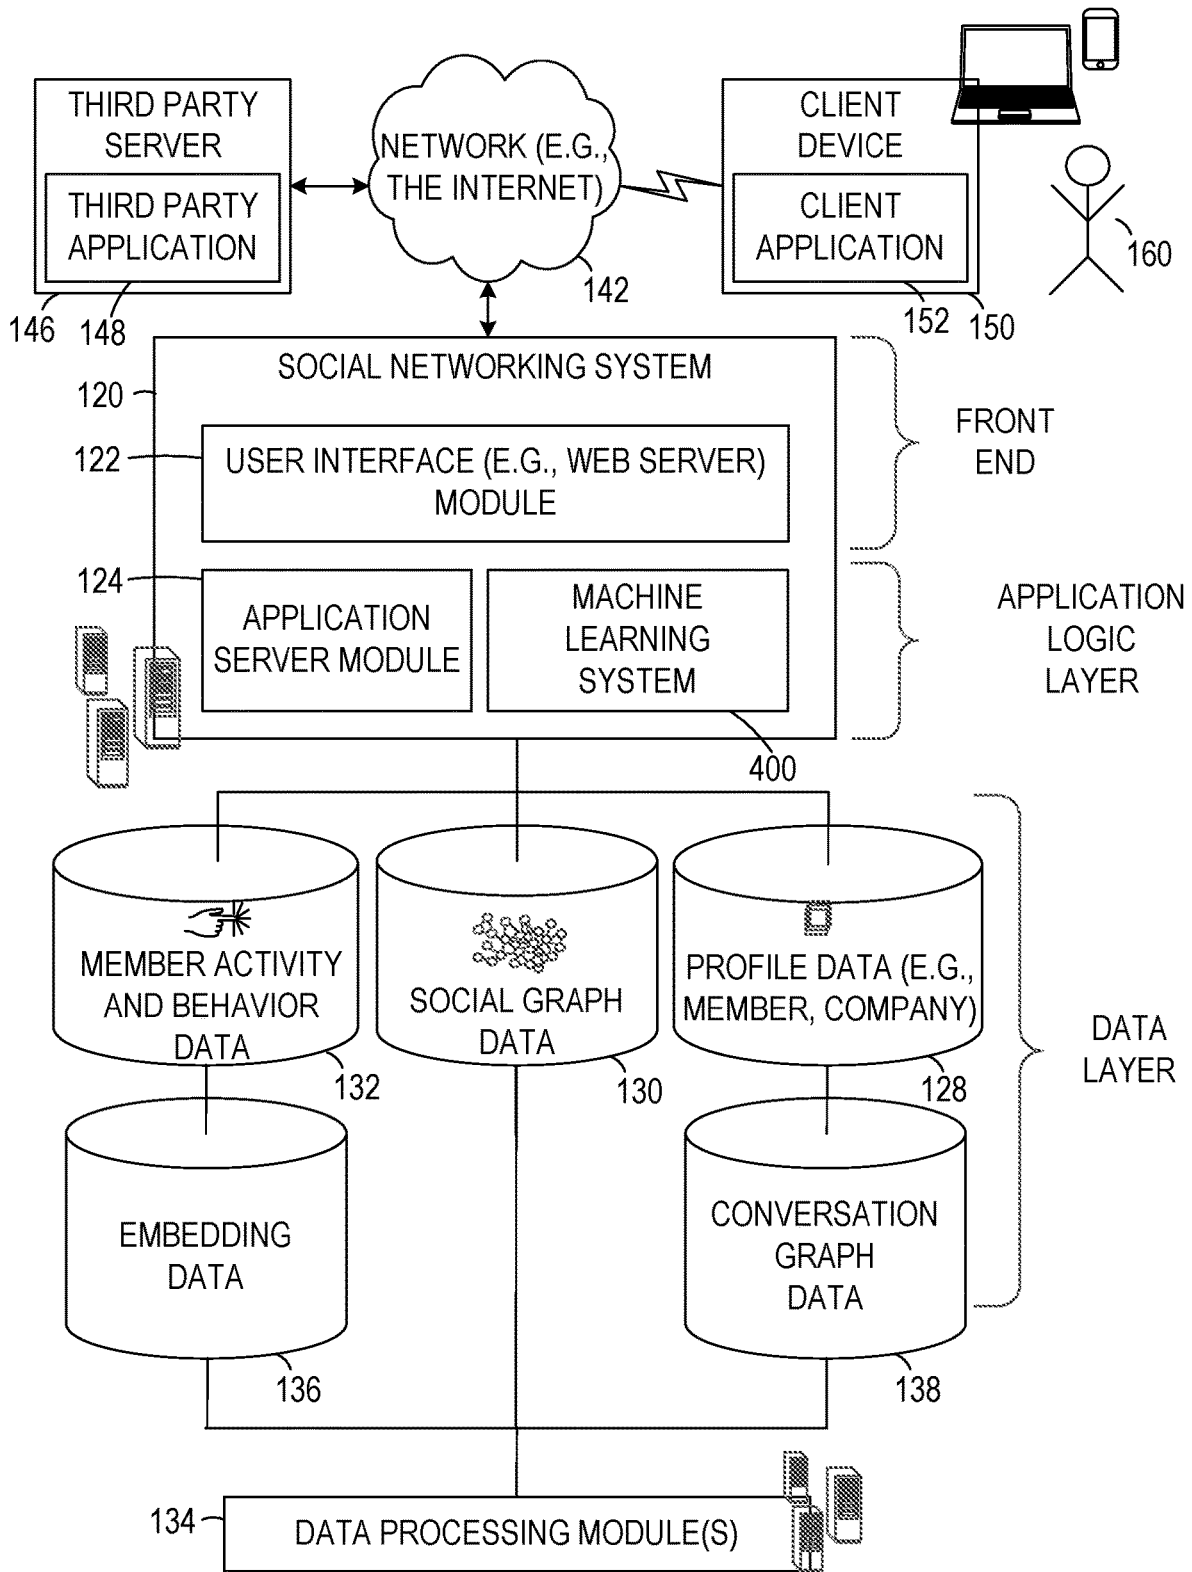 THIRD PARTY
SERVER
THIRD PARTY
APPLICATION
146
148
NETWORK (E.G.,
THE INTERNET)
142
CLIENT
DEVICE
CLIENT
APPLICATION
152
150
160
SOCIAL NETWORKING SYSTEM
120
122
USER INTERFACE (E.G., WEB SERVER)
MODULE
FRONT
END
124
APPLICATION
SERVER MODULE
MACHINE
LEARNING
SYSTEM
400
APPLICATION
LOGIC
LAYER
MEMBER ACTIVITY
AND BEHAVIOR
DATA
132
SOCIAL GRAPH
DATA
130
PROFILE DATA (E.G.,
MEMBER, COMPANY)
128
DATA
LAYER
EMBEDDING
DATA
136
CONVERSATION
GRAPH
DATA
138
134
DATA PROCESSING MODULE(S)